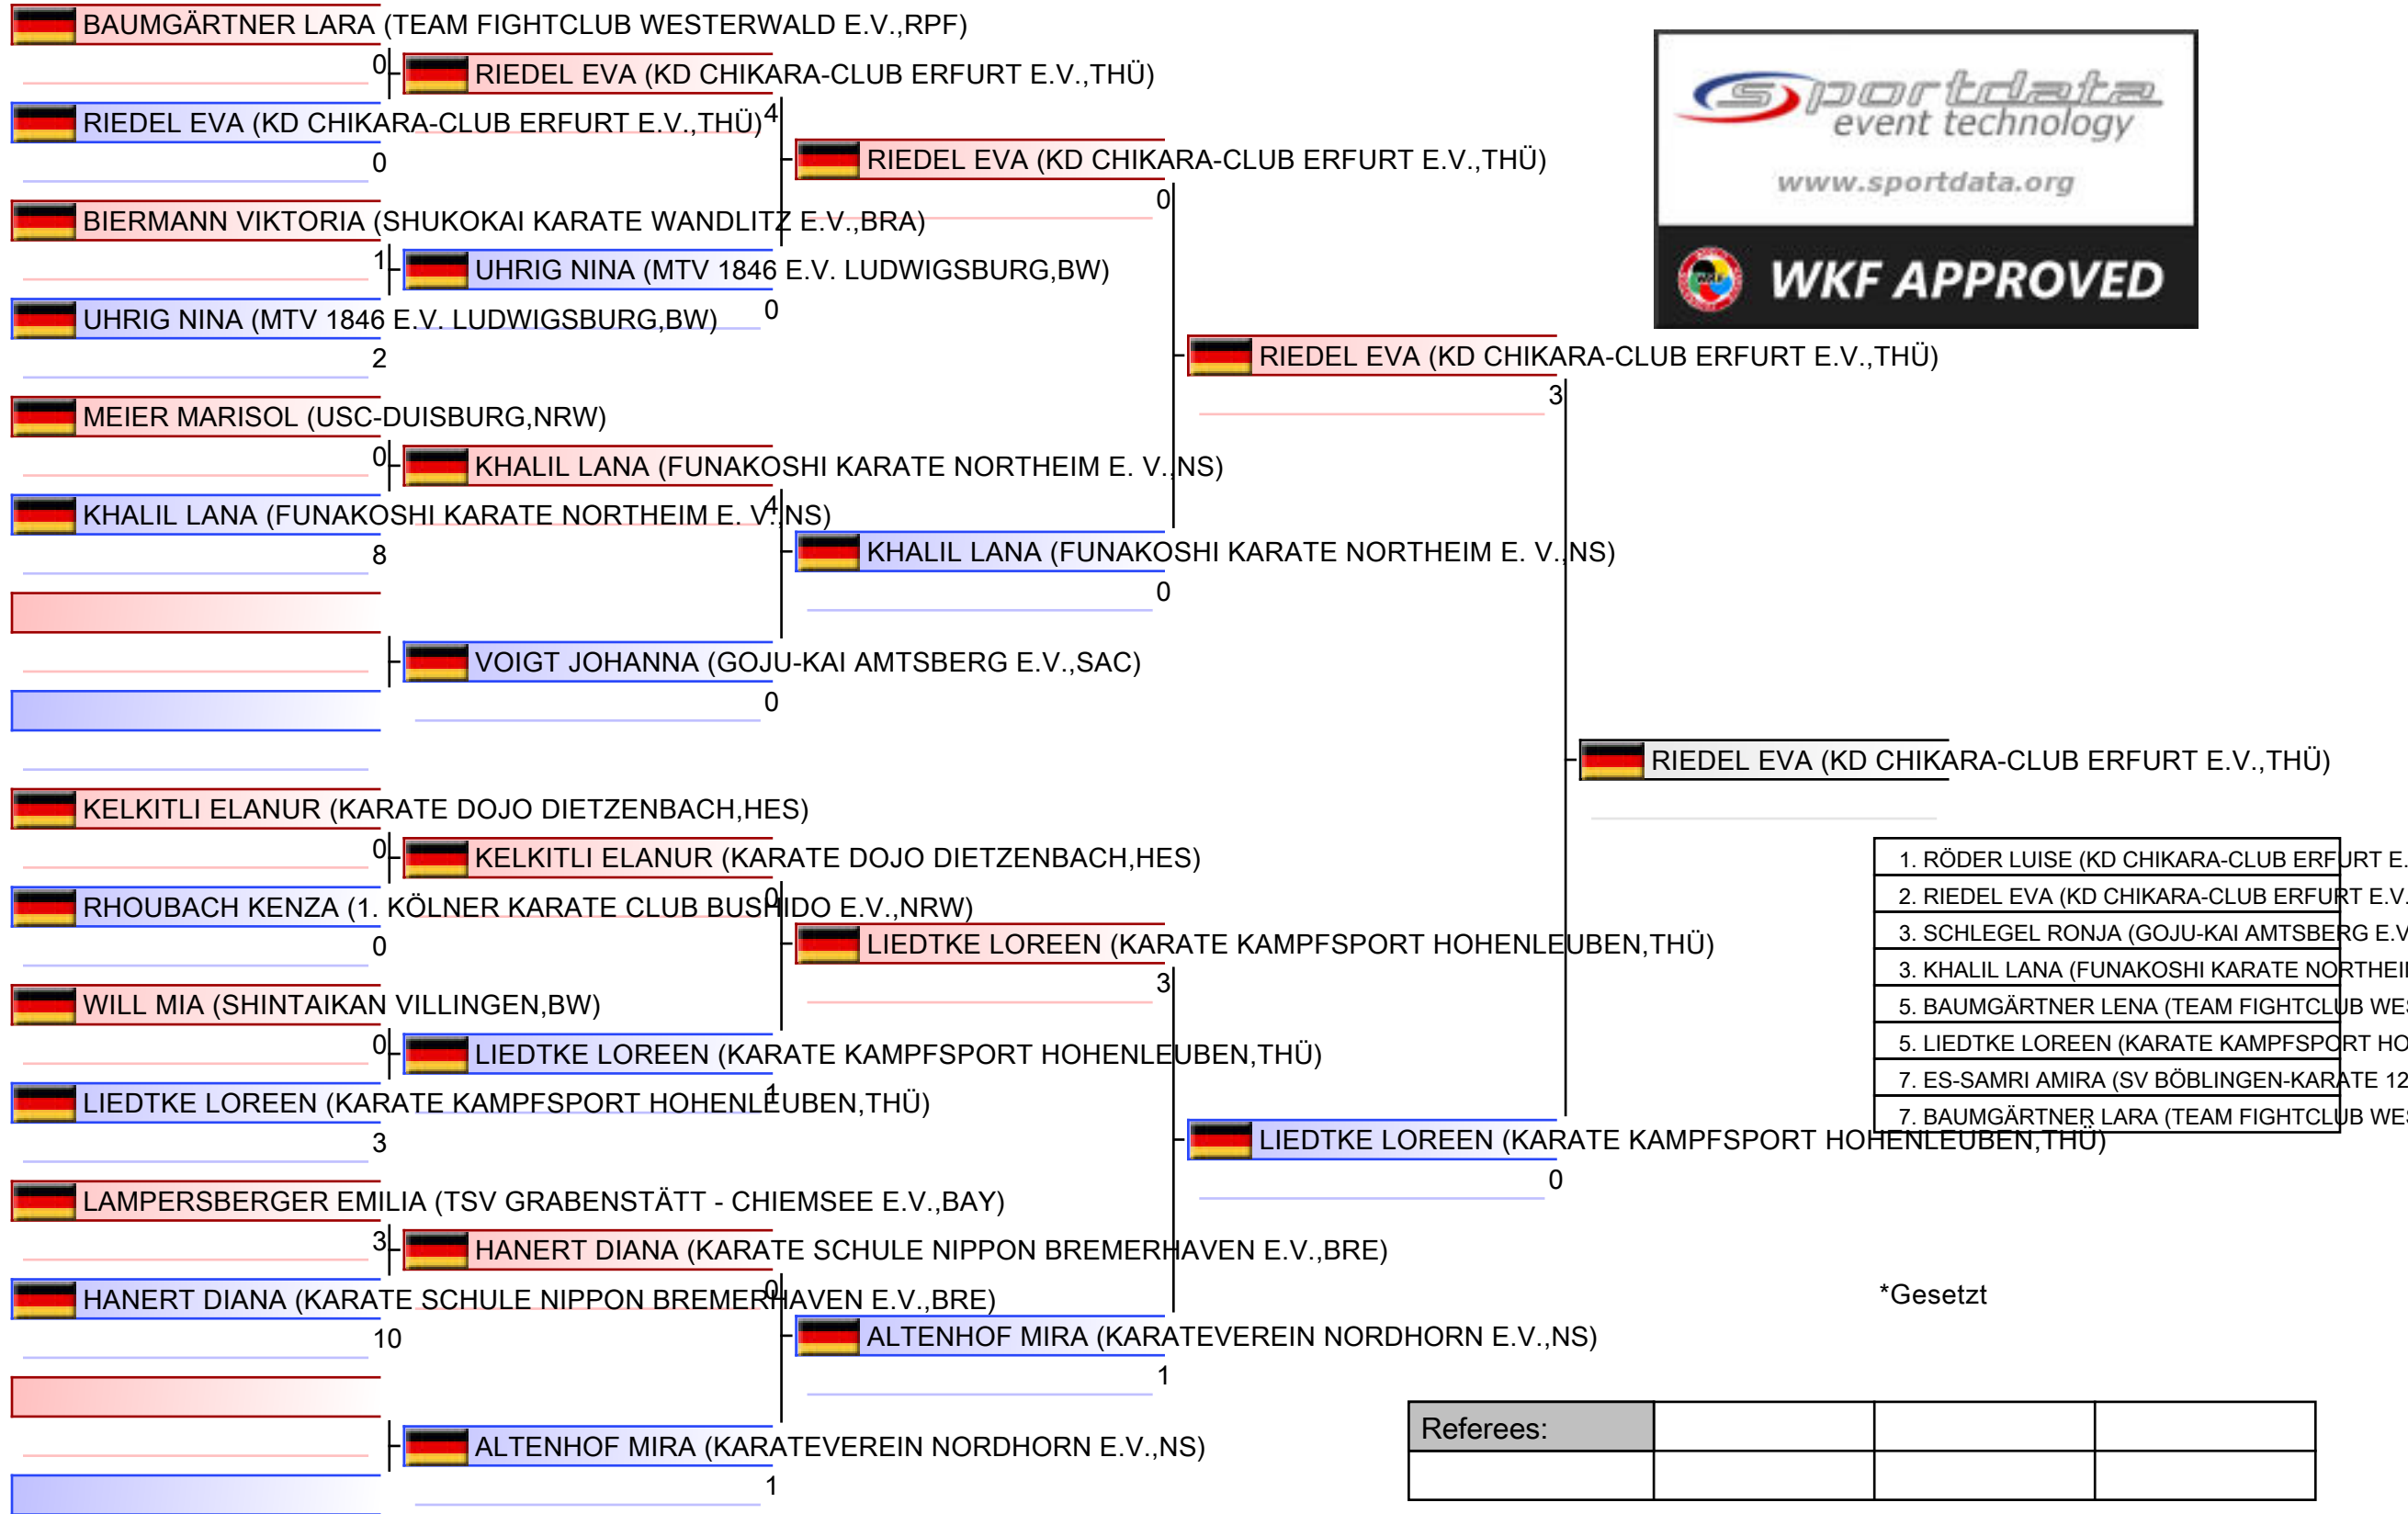 BAUMGÄRTNER LARA (TEAM FIGHTCLUB WESTERWALD E.V.,RPF)
0
RIEDEL EVA (KD CHIKARA-CLUB ERFURT E.V.,THÜ)
RIEDEL EVA (KD CHIKARA-CLUB ERFURT E.V.,THÜ)
4
0
RIEDEL EVA (KD CHIKARA-CLUB ERFURT E.V.,THÜ)
0
BIERMANN VIKTORIA (SHUKOKAI KARATE WANDLITZ E.V.,BRA)
1
UHRIG NINA (MTV 1846 E.V. LUDWIGSBURG,BW)
0
UHRIG NINA (MTV 1846 E.V. LUDWIGSBURG,BW)
2
RIEDEL EVA (KD CHIKARA-CLUB ERFURT E.V.,THÜ)
3
MEIER MARISOL (USC-DUISBURG,NRW)
0
KHALIL LANA (FUNAKOSHI KARATE NORTHEIM E. V.,NS)
4
KHALIL LANA (FUNAKOSHI KARATE NORTHEIM E. V.,NS)
8
KHALIL LANA (FUNAKOSHI KARATE NORTHEIM E. V.,NS)
0
VOIGT JOHANNA (GOJU-KAI AMTSBERG E.V.,SAC)
0
RIEDEL EVA (KD CHIKARA-CLUB ERFURT E.V.,THÜ)
KELKITLI ELANUR (KARATE DOJO DIETZENBACH,HES)
0
KELKITLI ELANUR (KARATE DOJO DIETZENBACH,HES)
0
RHOUBACH KENZA (1. KÖLNER KARATE CLUB BUSHIDO E.V.,NRW)
0
LIEDTKE LOREEN (KARATE KAMPFSPORT HOHENLEUBEN,THÜ)
3
WILL MIA (SHINTAIKAN VILLINGEN,BW)
0
LIEDTKE LOREEN (KARATE KAMPFSPORT HOHENLEUBEN,THÜ)
1
LIEDTKE LOREEN (KARATE KAMPFSPORT HOHENLEUBEN,THÜ)
3
LIEDTKE LOREEN (KARATE KAMPFSPORT HOHENLEUBEN,THÜ)
0
LAMPERSBERGER EMILIA (TSV GRABENSTÄTT - CHIEMSEE E.V.,BAY)
3
HANERT DIANA (KARATE SCHULE NIPPON BREMERHAVEN E.V.,BRE)
0
HANERT DIANA (KARATE SCHULE NIPPON BREMERHAVEN E.V.,BRE)
10
ALTENHOF MIRA (KARATEVEREIN NORDHORN E.V.,NS)
1
ALTENHOF MIRA (KARATEVEREIN NORDHORN E.V.,NS)
1
sportdata
event technology
www.sportdata.org
WKF APPROVED
1. RÖDER LUISE (KD CHIKARA-CLUB ERFURT E.
2. RIEDEL EVA (KD CHIKARA-CLUB ERFURT E.V.
3. SCHLEGEL RONJA (GOJU-KAI AMTSBERG E.V
3. KHALIL LANA (FUNAKOSHI KARATE NORTHEI
5. BAUMGÄRTNER LENA (TEAM FIGHTCLUB WES
5. LIEDTKE LOREEN (KARATE KAMPFSPORT HO
7. ES-SAMRI AMIRA (SV BÖBLINGEN-KARATE 12
7. BAUMGÄRTNER LARA (TEAM FIGHTCLUB WES
*Gesetzt
Referees: